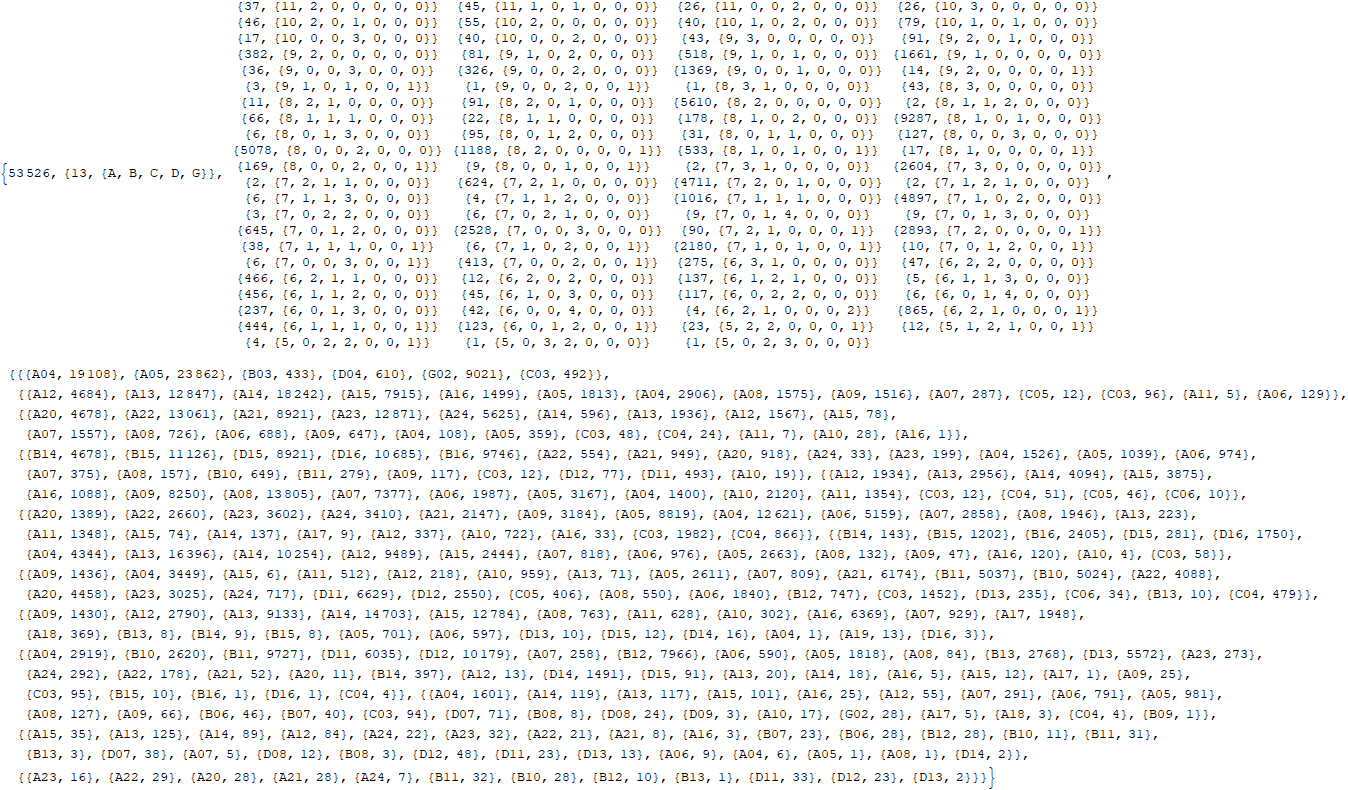 {37, {11, 2, 0, 0, 0, 0, 0}} {45, {11, 1, 0, 1, 0, 0, 0}} {26, {11, 0, 0, 2, 0, 0, 0}} {26, {10, 3, 0, 0, 0, 0, 0}}
{46, {10, 2, 0, 1, 0, 0, 0}} {55, {10, 2, 0, 0, 0, 0, 0}} {40, {10, 1, 0, 2, 0, 0, 0}} {79, {10, 1, 0, 1, 0, 0, 0}}
{17, {10, 0, 0, 3, 0, 0, 0}} {40, {10, 0, 0, 2, 0, 0, 0}} {43, {9, 3, 0, 0, 0, 0, 0}} {91, {9, 2, 0, 1, 0, 0, 0}}
{382, {9, 2, 0, 0, 0, 0, 0}} {81, {9, 1, 0, 2, 0, 0, 0}} {518, {9, 1, 0, 1, 0, 0, 0}} {1661, {9, 1, 0, 0, 0, 0, 0}}
{36, {9, 0, 0, 3, 0, 0, 0}} {326, {9, 0, 0, 2, 0, 0, 0}} {1369, {9, 0, 0, 1, 0, 0, 0}} {14, {9, 2, 0, 0, 0, 0, 1}}
{3, {9, 1, 0, 1, 0, 0, 1}} {1, {9, 0, 0, 2, 0, 0, 1}} {1, {8, 3, 1, 0, 0, 0, 0}} {43, {8, 3, 0, 0, 0, 0, 0}}
{11, {8, 2, 1, 0, 0, 0, 0}} {91, {8, 2, 0, 1, 0, 0, 0}} {5610, {8, 2, 0, 0, 0, 0, 0}} {2, {8, 1, 1, 2, 0, 0, 0}}
{66, {8, 1, 1, 1, 0, 0, 0}} {22, {8, 1, 1, 0, 0, 0, 0}} {178, {8, 1, 0, 2, 0, 0, 0}} {9287, {8, 1, 0, 1, 0, 0, 0}}
{6, {8, 0, 1, 3, 0, 0, 0}} {95, {8, 0, 1, 2, 0, 0, 0}} {31, {8, 0, 1, 1, 0, 0, 0}} {127, {8, 0, 0, 3, 0, 0, 0}}
{5078, {8, 0, 0, 2, 0, 0, 0}} {1188, {8, 2, 0, 0, 0, 0, 1}} {533, {8, 1, 0, 1, 0, 0, 1}} {17, {8, 1, 0, 0, 0, 0, 1}}
{53526, {13, {A, B, C, D, G}}, {169, {8, 0, 0, 2, 0, 0, 1}} {9, {8, 0, 0, 1, 0, 0, 1}} {2, {7, 3, 1, 0, 0, 0, 0}} {2604, {7, 3, 0, 0, 0, 0, 0}} ,
{2, {7, 2, 1, 1, 0, 0, 0}} {624, {7, 2, 1, 0, 0, 0, 0}} {4711, {7, 2, 0, 1, 0, 0, 0}} {2, {7, 1, 2, 1, 0, 0, 0}}
{6, {7, 1, 1, 3, 0, 0, 0}} {4, {7, 1, 1, 2, 0, 0, 0}} {1016, {7, 1, 1, 1, 0, 0, 0}} {4897, {7, 1, 0, 2, 0, 0, 0}}
{3, {7, 0, 2, 2, 0, 0, 0}} {6, {7, 0, 2, 1, 0, 0, 0}} {9, {7, 0, 1, 4, 0, 0, 0}} {9, {7, 0, 1, 3, 0, 0, 0}}
{645, {7, 0, 1, 2, 0, 0, 0}} {2528, {7, 0, 0, 3, 0, 0, 0}} {90, {7, 2, 1, 0, 0, 0, 1}} {2893, {7, 2, 0, 0, 0, 0, 1}}
{38, {7, 1, 1, 1, 0, 0, 1}} {6, {7, 1, 0, 2, 0, 0, 1}} {2180, {7, 1, 0, 1, 0, 0, 1}} {10, {7, 0, 1, 2, 0, 0, 1}}
{6, {7, 0, 0, 3, 0, 0, 1}} {413, {7, 0, 0, 2, 0, 0, 1}} {275, {6, 3, 1, 0, 0, 0, 0}} {47, {6, 2, 2, 0, 0, 0, 0}}
{466, {6, 2, 1, 1, 0, 0, 0}} {12, {6, 2, 0, 2, 0, 0, 0}} {137, {6, 1, 2, 1, 0, 0, 0}} {5, {6, 1, 1, 3, 0, 0, 0}}
{456, {6, 1, 1, 2, 0, 0, 0}} {45, {6, 1, 0, 3, 0, 0, 0}} {117, {6, 0, 2, 2, 0, 0, 0}} {6, {6, 0, 1, 4, 0, 0, 0}}
{237, {6, 0, 1, 3, 0, 0, 0}} {42, {6, 0, 0, 4, 0, 0, 0}} {4, {6, 2, 1, 0, 0, 0, 2}} {865, {6, 2, 1, 0, 0, 0, 1}}
{444, {6, 1, 1, 1, 0, 0, 1}} {123, {6, 0, 1, 2, 0, 0, 1}} {23, {5, 2, 2, 0, 0, 0, 1}} {12, {5, 1, 2, 1, 0, 0, 1}}
{4, {5, 0, 2, 2, 0, 0, 1}} {1, {5, 0, 3, 2, 0, 0, 0}} {1, {5, 0, 2, 3, 0, 0, 0}}
{{{A04, 19108}, {A05, 23862}, {B03, 433}, {D04, 610}, {G02, 9021}, {C03, 492}},
{{A12, 4684}, {A13, 12847}, {A14, 18242}, {A15, 7915}, {A16, 1499}, {A05, 1813}, {A04, 2906}, {A08, 1575}, {A09, 1516}, {A07, 287}, {C05, 12}, {C03, 96}, {A11, 5}, {A06, 129}},
{{A20, 4678}, {A22, 13061}, {A21, 8921}, {A23, 12871}, {A24, 5625}, {A14, 596}, {A13, 1936}, {A12, 1567}, {A15, 78},
{A07, 1557}, {A08, 726}, {A06, 688}, {A09, 647}, {A04, 108}, {A05, 359}, {C03, 48}, {C04, 24}, {A11, 7}, {A10, 28}, {A16, 1}},
{{B14, 4678}, {B15, 11126}, {D15, 8921}, {D16, 10685}, {B16, 9746}, {A22, 554}, {A21, 949}, {A20, 918}, {A24, 33}, {A23, 199}, {A04, 1526}, {A05, 1039}, {A06, 974},
{A07, 375}, {A08, 157}, {B10, 649}, {B11, 279}, {A09, 117}, {C03, 12}, {D12, 77}, {D11, 493}, {A10, 19}}, {{A12, 1934}, {A13, 2956}, {A14, 4094}, {A15, 3875},
{A16, 1088}, {A09, 8250}, {A08, 13805}, {A07, 7377}, {A06, 1987}, {A05, 3167}, {A04, 1400}, {A10, 2120}, {A11, 1354}, {C03, 12}, {C04, 51}, {C05, 46}, {C06, 10}},
{{A20, 1389}, {A22, 2660}, {A23, 3602}, {A24, 3410}, {A21, 2147}, {A09, 3184}, {A05, 8819}, {A04, 12621}, {A06, 5159}, {A07, 2858}, {A08, 1946}, {A13, 223},
{A11, 1348}, {A15, 74}, {A14, 137}, {A17, 9}, {A12, 337}, {A10, 722}, {A16, 33}, {C03, 1982}, {C04, 866}}, {{B14, 143}, {B15, 1202}, {B16, 2405}, {D15, 281}, {D16, 1750},
{A04, 4344}, {A13, 16396}, {A14, 10254}, {A12, 9489}, {A15, 2444}, {A07, 818}, {A06, 976}, {A05, 2663}, {A08, 132}, {A09, 47}, {A16, 120}, {A10, 4}, {C03, 58}},
{{A09, 1436}, {A04, 3449}, {A15, 6}, {A11, 512}, {A12, 218}, {A10, 959}, {A13, 71}, {A05, 2611}, {A07, 809}, {A21, 6174}, {B11, 5037}, {B10, 5024}, {A22, 4088},
{A20, 4458}, {A23, 3025}, {A24, 717}, {D11, 6629}, {D12, 2550}, {C05, 406}, {A08, 550}, {A06, 1840}, {B12, 747}, {C03, 1452}, {D13, 235}, {C06, 34}, {B13, 10}, {C04, 479}},
{{A09, 1430}, {A12, 2790}, {A13, 9133}, {A14, 14703}, {A15, 12784}, {A08, 763}, {A11, 628}, {A10, 302}, {A16, 6369}, {A07, 929}, {A17, 1948},
{A18, 369}, {B13, 8}, {B14, 9}, {B15, 8}, {A05, 701}, {A06, 597}, {D13, 10}, {D15, 12}, {D14, 16}, {A04, 1}, {A19, 13}, {D16, 3}},
{{A04, 2919}, {B10, 2620}, {B11, 9727}, {D11, 6035}, {D12, 10179}, {A07, 258}, {B12, 7966}, {A06, 590}, {A05, 1818}, {A08, 84}, {B13, 2768}, {D13, 5572}, {A23, 273},
{A24, 292}, {A22, 178}, {A21, 52}, {A20, 11}, {B14, 397}, {A12, 13}, {D14, 1491}, {D15, 91}, {A13, 20}, {A14, 18}, {A16, 5}, {A15, 12}, {A17, 1}, {A09, 25},
{C03, 95}, {B15, 10}, {B16, 1}, {D16, 1}, {C04, 4}}, {{A04, 1601}, {A14, 119}, {A13, 117}, {A15, 101}, {A16, 25}, {A12, 55}, {A07, 291}, {A06, 791}, {A05, 981},
{A08, 127}, {A09, 66}, {B06, 46}, {B07, 40}, {C03, 94}, {D07, 71}, {B08, 8}, {D08, 24}, {D09, 3}, {A10, 17}, {G02, 28}, {A17, 5}, {A18, 3}, {C04, 4}, {B09, 1}},
{{A15, 35}, {A13, 125}, {A14, 89}, {A12, 84}, {A24, 22}, {A23, 32}, {A22, 21}, {A21, 8}, {A16, 3}, {B07, 23}, {B06, 28}, {B12, 28}, {B10, 11}, {B11, 31},
{B13, 3}, {D07, 38}, {A07, 5}, {D08, 12}, {B08, 3}, {D12, 48}, {D11, 23}, {D13, 13}, {A06, 9}, {A04, 6}, {A05, 1}, {A08, 1}, {D14, 2}},
{{A23, 16}, {A22, 29}, {A20, 28}, {A21, 28}, {A24, 7}, {B11, 32}, {B10, 28}, {B12, 10}, {B13, 1}, {D11, 33}, {D12, 23}, {D13, 2}}}}